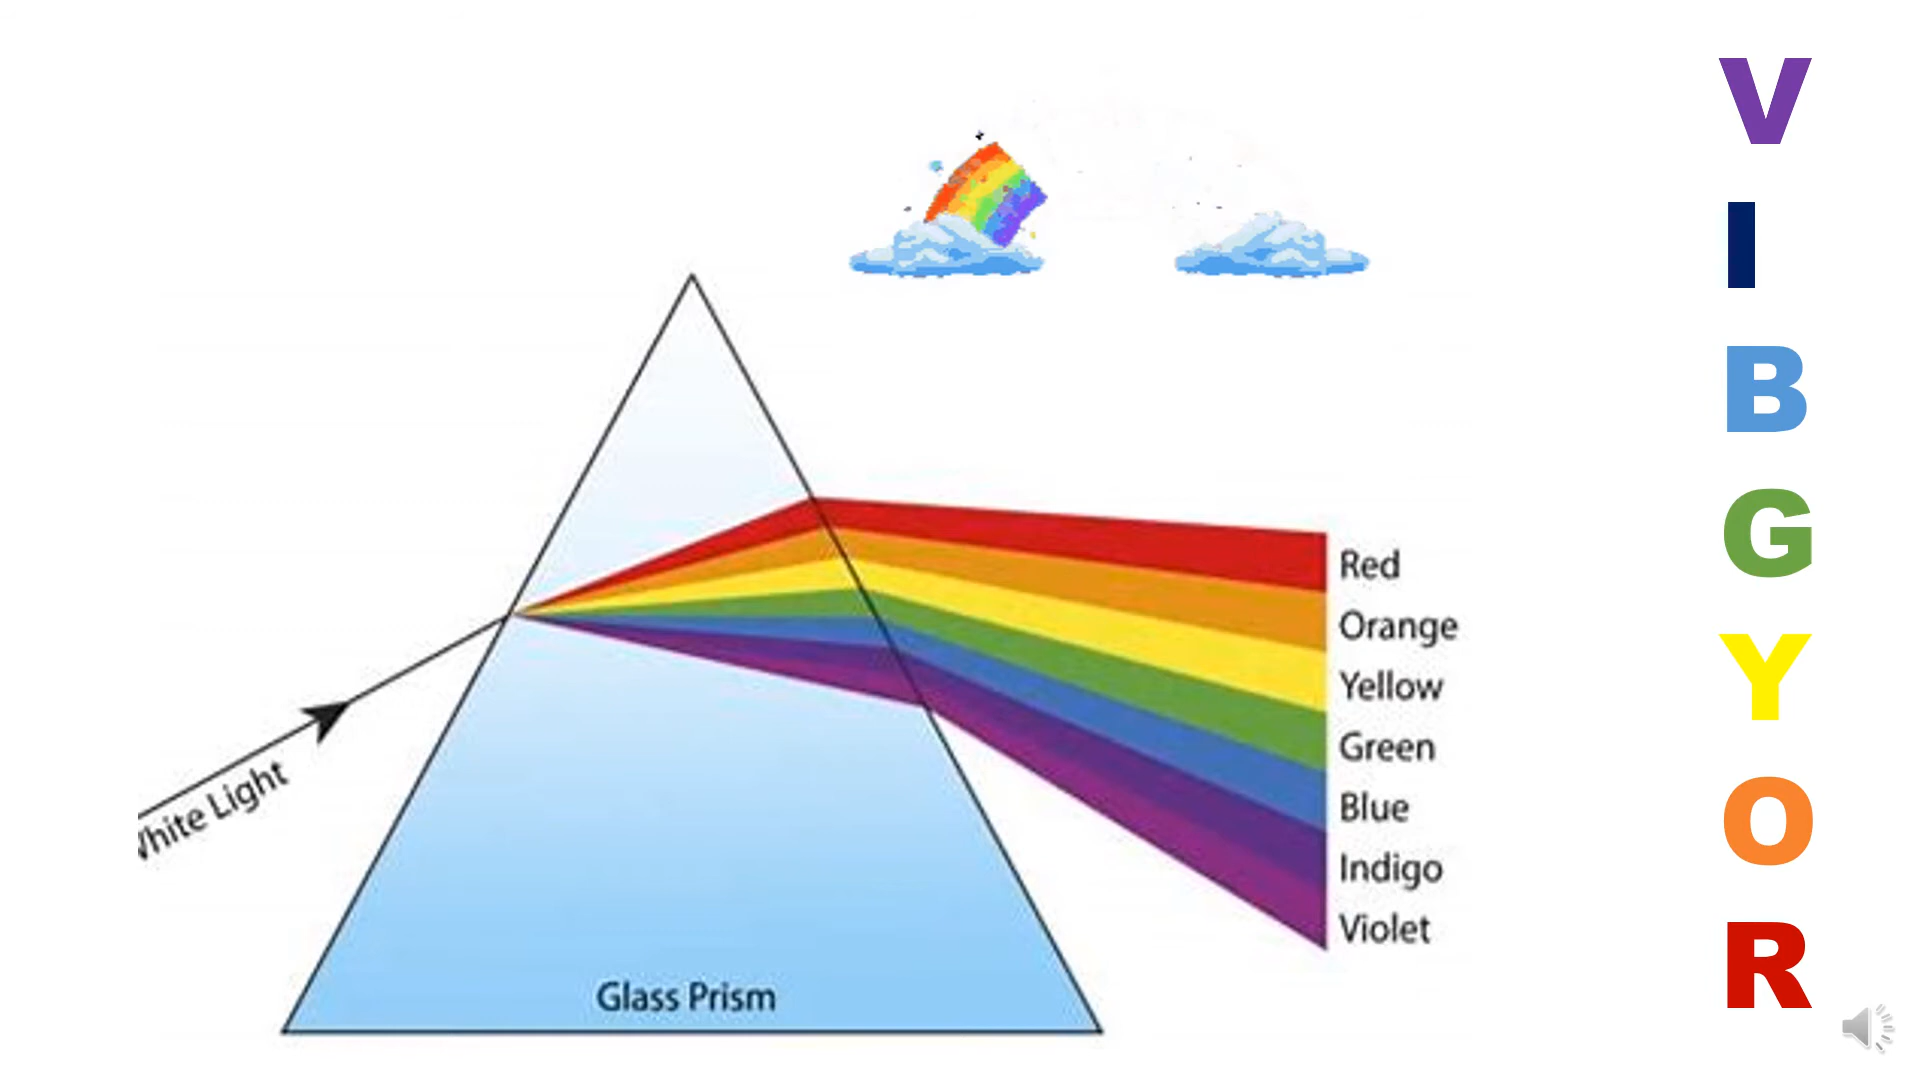 White Light
Glass Prism
Red
Orange
Yellow
Green
Blue
Indigo
Violet
V
I
B
G
Y
O
R